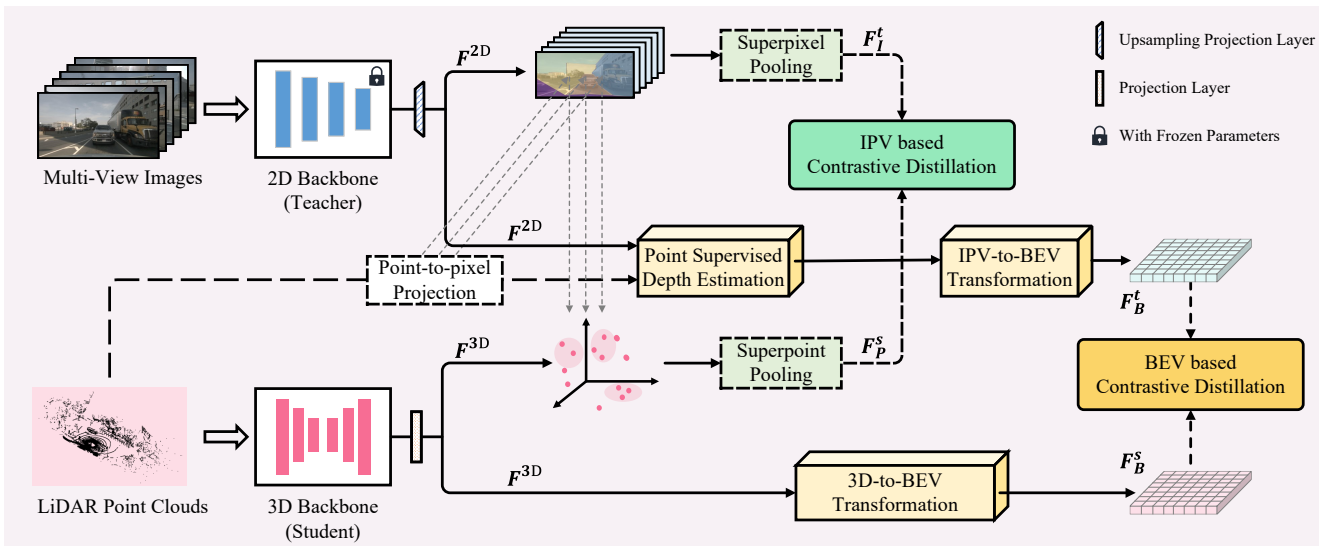 F^2D
Superpixel
Pooling
F_I^t
Upsampling Projection Layer
Projection Layer
With Frozen Parameters
Multi-View Images
2D Backbone
(Teacher)
IPV based
Contrastive Distillation
F^2D
Point-to-pixel
Projection
Point Supervised
Depth Estimation
IPV-to-BEV
Transformation
F_B^t
F^3D
Superpoint
Pooling
F_P^s
BEV based
Contrastive Distillation
LiDAR Point Clouds
3D Backbone
(Student)
F^3D
3D-to-BEV
Transformation
F_B^s